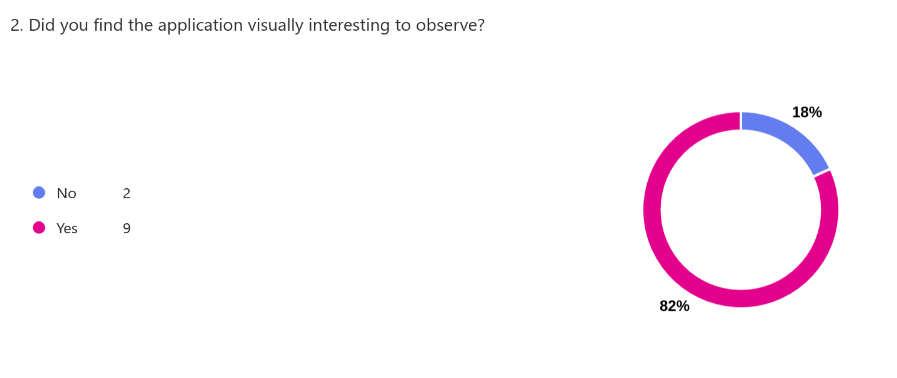 2. Did you find the application visually interesting to observe?
18%
No 2
Yes 9
82%